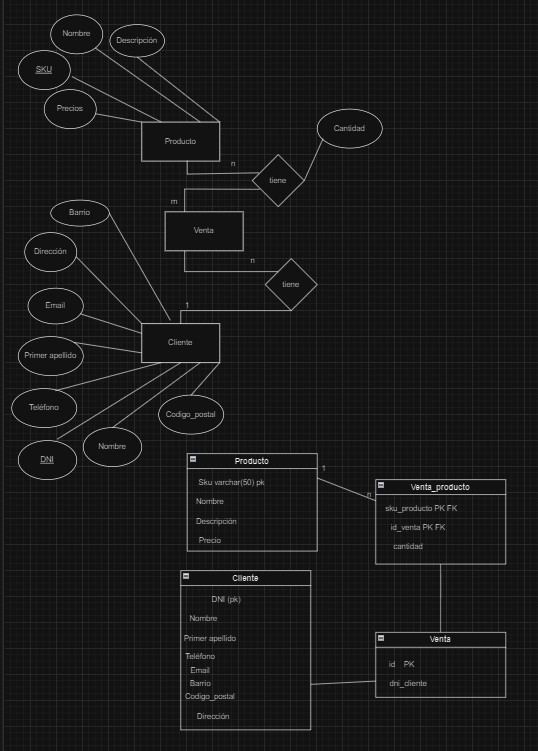 Nombre
Descripción
SKU
Precios
Producto
Cantidad
n
tiene
m
Barrio
Venta
Dirección
n
tiene
Email
1
Cliente
Primer apellido
Teléfono
Codigo_postal
Nombre
DNI
Producto
1
Sku varchar(50) pk
Nombre
Descripción
Precio
n
Venta_producto
sku_producto PK FK
id_venta PK FK
cantidad
Cliente
DNI (pk)
Nombre
Primer apellido
Teléfono
Email
Barrio
Codigo_postal
Dirección
Venta
id PK
dni_cliente